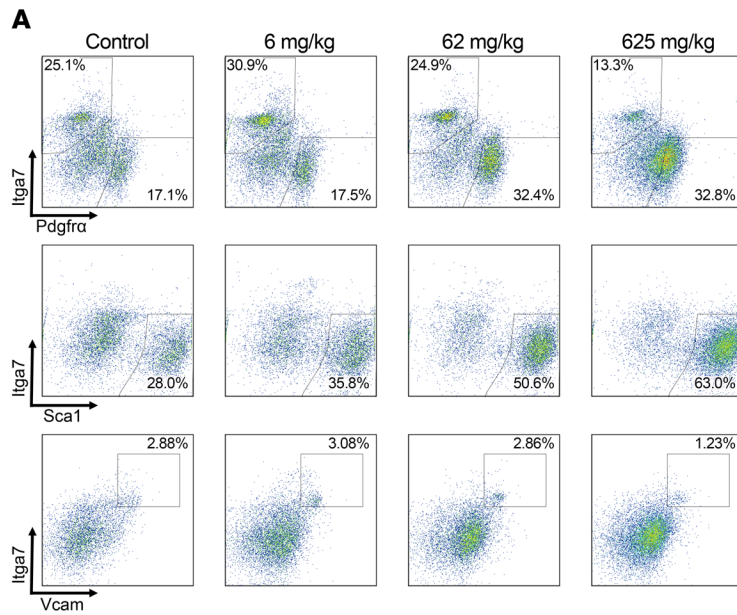 A
Control 6 mg/kg 62 mg/kg 625 mg/kg
25.1% 30.9% 24.9% 13.3%
Itga7
17.1% 17.5% 32.4% 32.8%
Pdgfrα
Itga7
28.0% 35.8% 50.6% 63.0%
Sca1
2.88% 3.08% 2.86% 1.23%
Itga7
Vcam